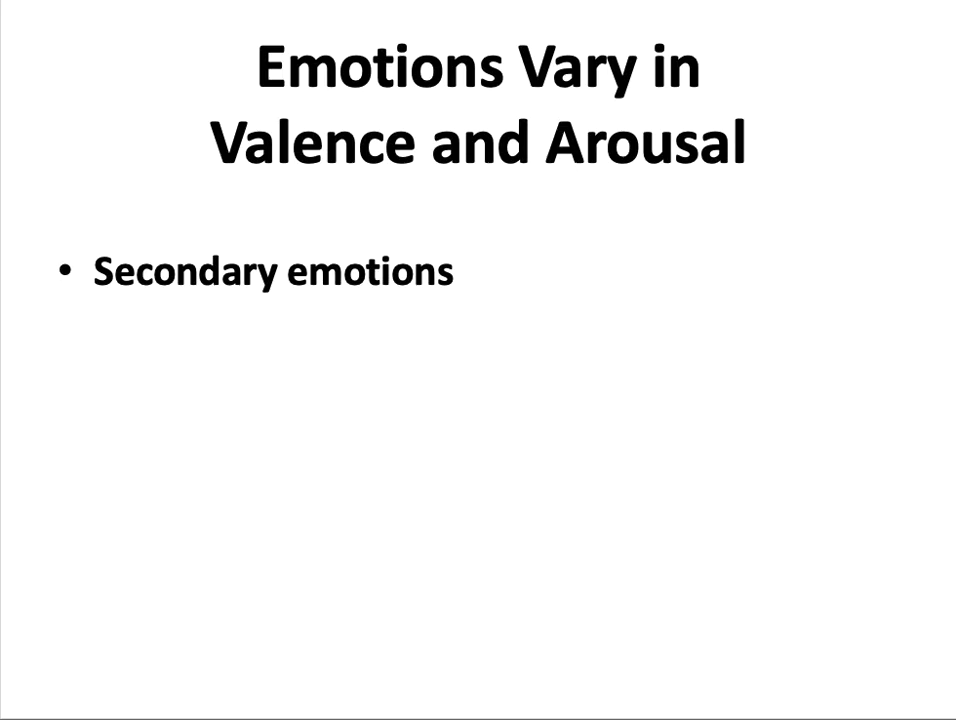 Emotions Vary in
Valence and Arousal
• Secondary emotions